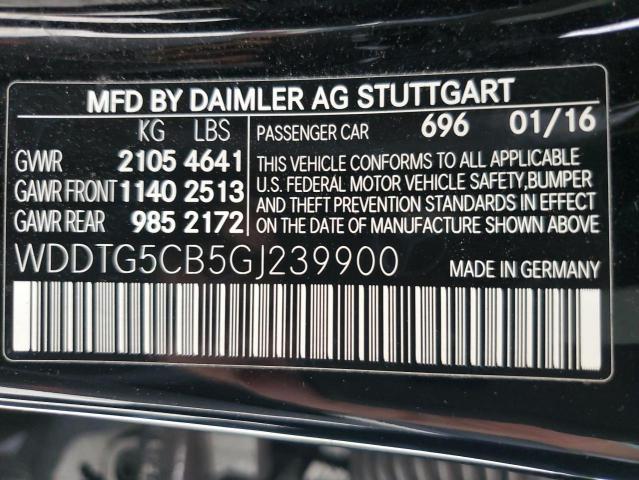 MFD BY DAIMLER AG STUTTGART
KG LBS
GVWR 2105 4641
GAWR FRONT 1140 2513
GAWR REAR 985 2172
PASSENGER CAR 696 01/16
THIS VEHICLE CONFORMS TO ALL APPLICABLE
U.S. FEDERAL MOTOR VEHICLE SAFETY,BUMPER
AND THEFT PREVENTION STANDARDS IN EFFECT
ON THE DATE OF MANUFACTURE SHOWN ABOVE
WDDTG5CB5GJ239900 MADE IN GERMANY